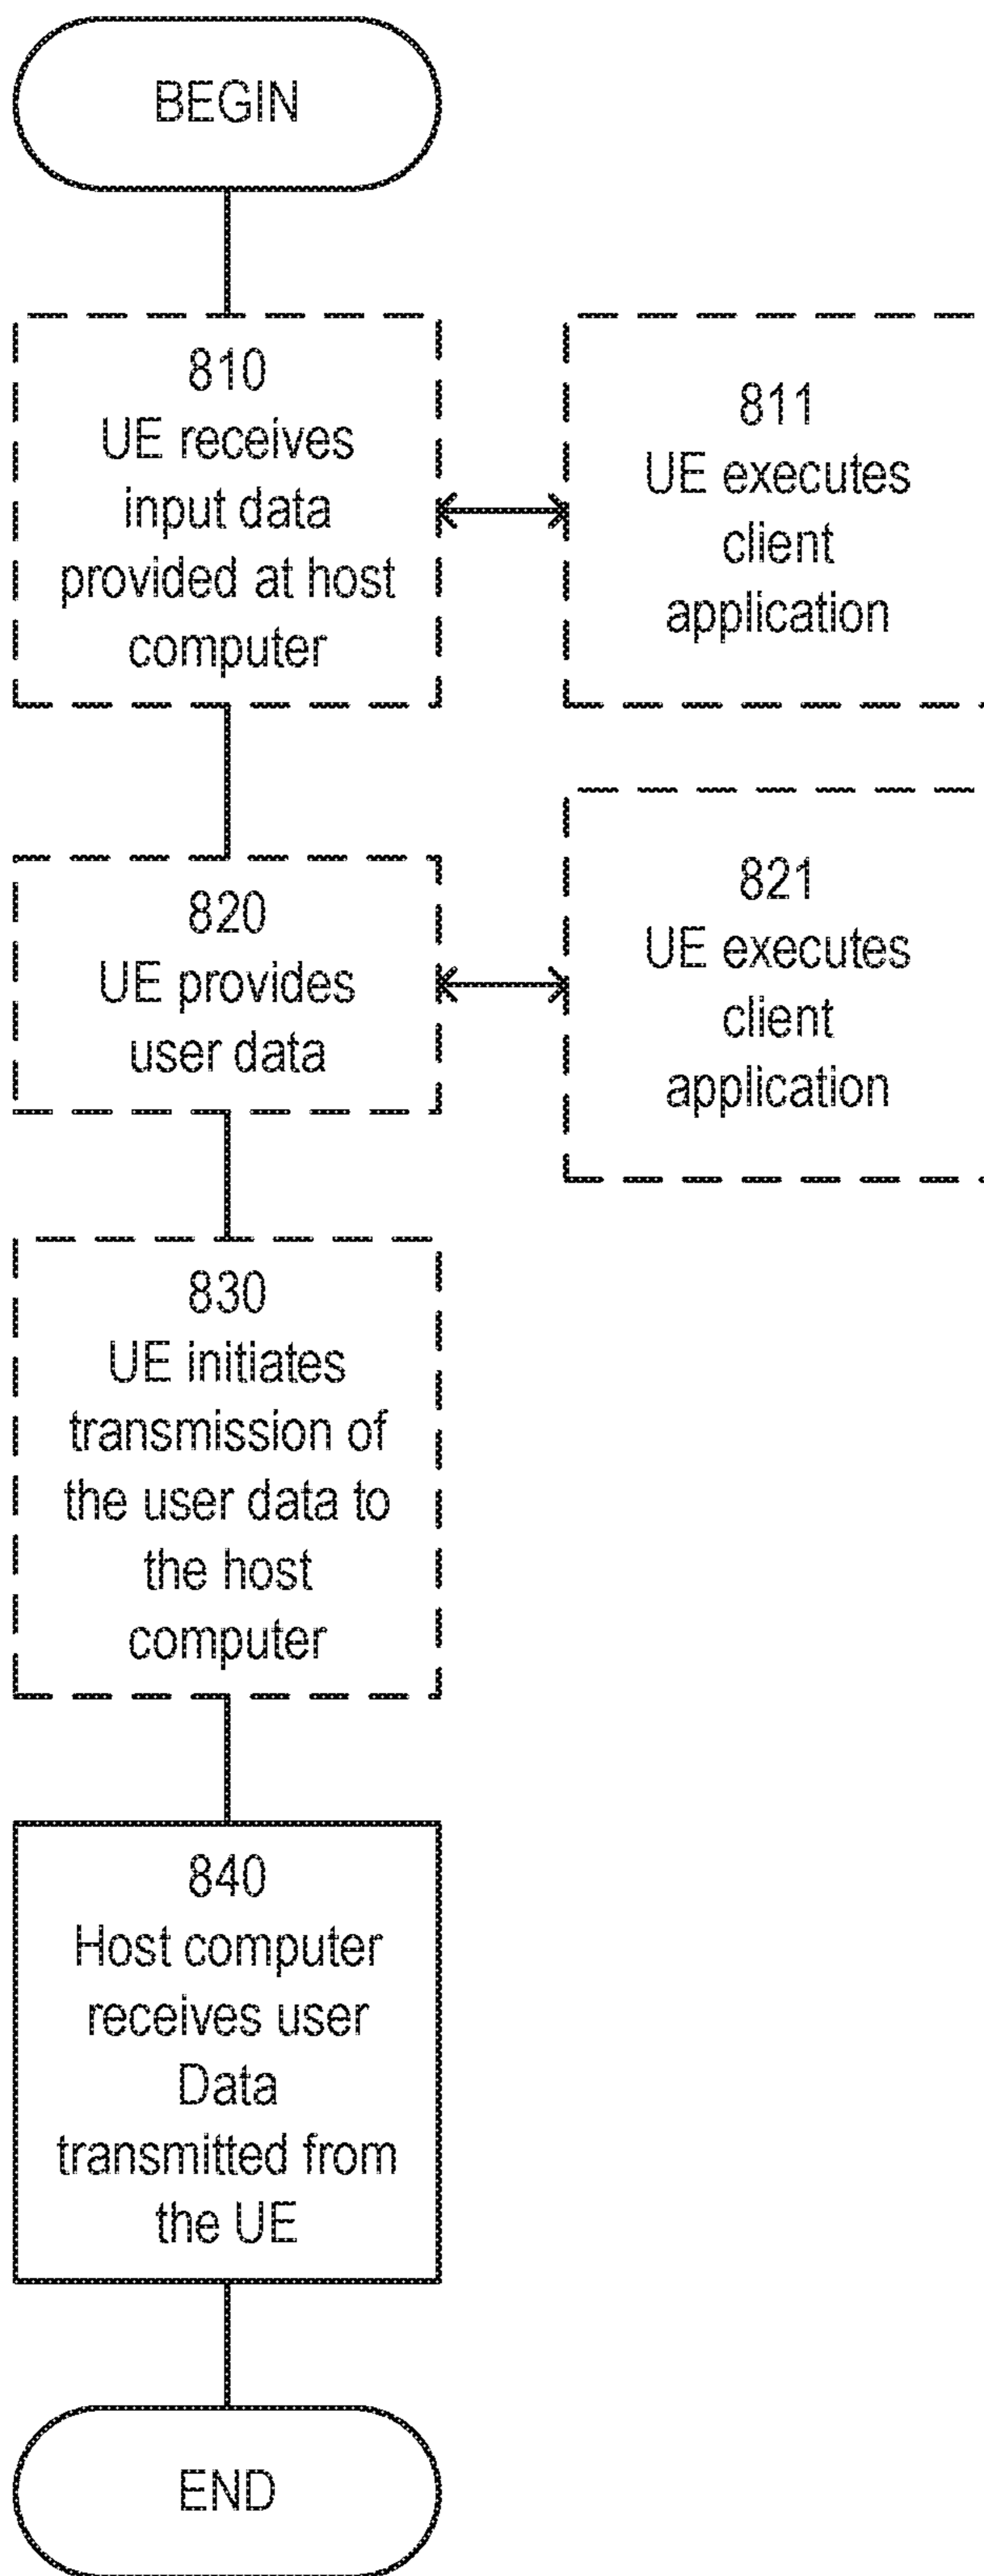 BEGIN
810
UE receives
input data
provided at host
computer
811
UE executes
client
application
820
UE provides
user data
821
UE executes
client
application
830
UE initiates
transmission of
the user data to
the host
computer
840
Host computer
receives user
Data
transmitted from
the UE
END